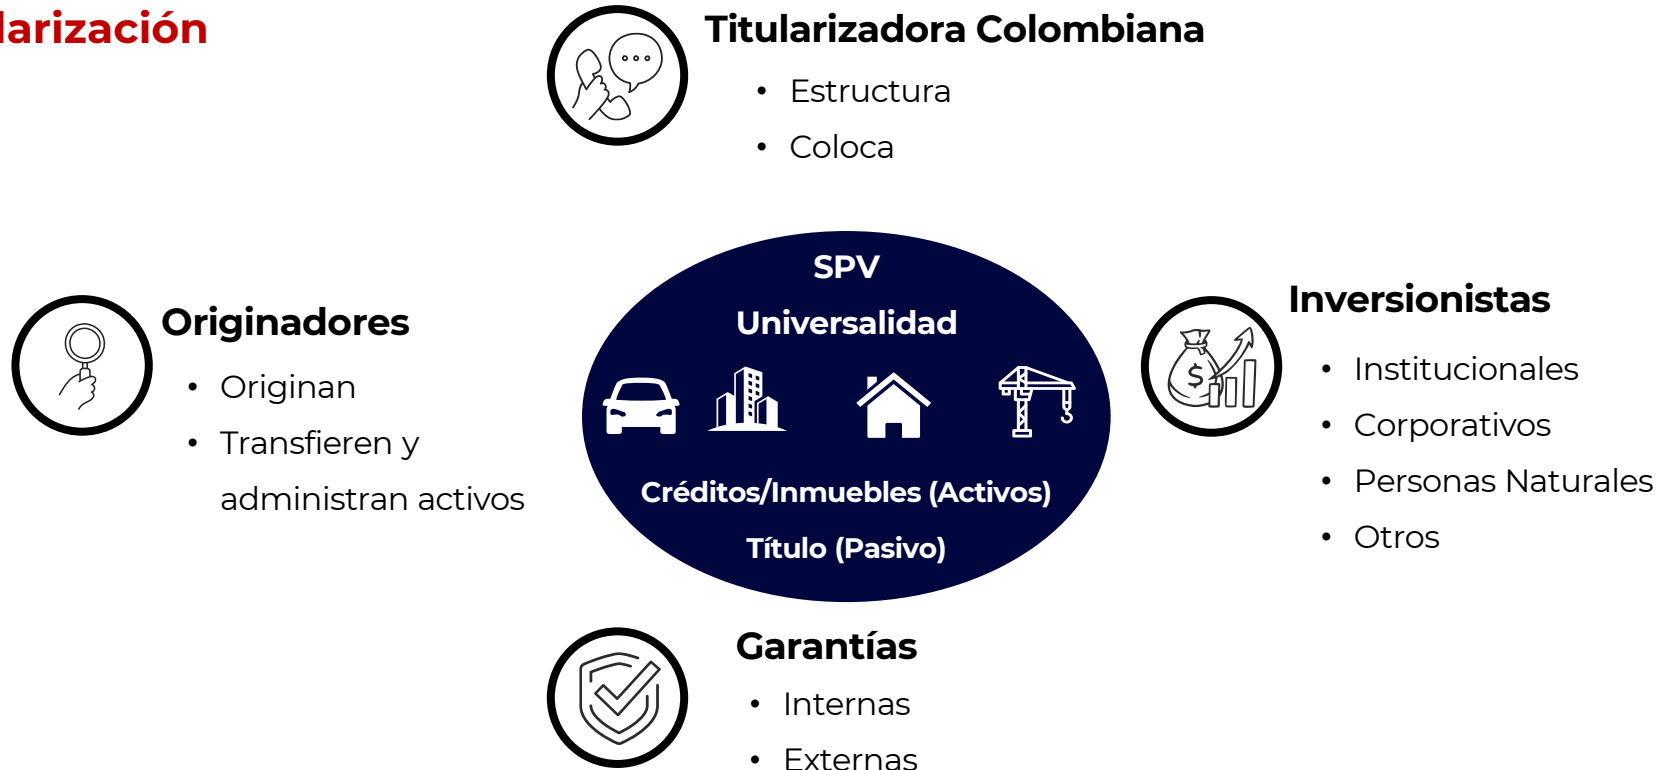 larización
Titularizadora Colombiana
• Estructura
• Coloca
Originadores
• Originan
• Transfieren y
administran activos
SPV
Universalidad
Créditos/Inmuebles (Activos)
Título (Pasivo)
Inversionistas
$
• Institucionales
• Corporativos
• Personas Naturales
• Otros
Garantías
• Internas
• Externas